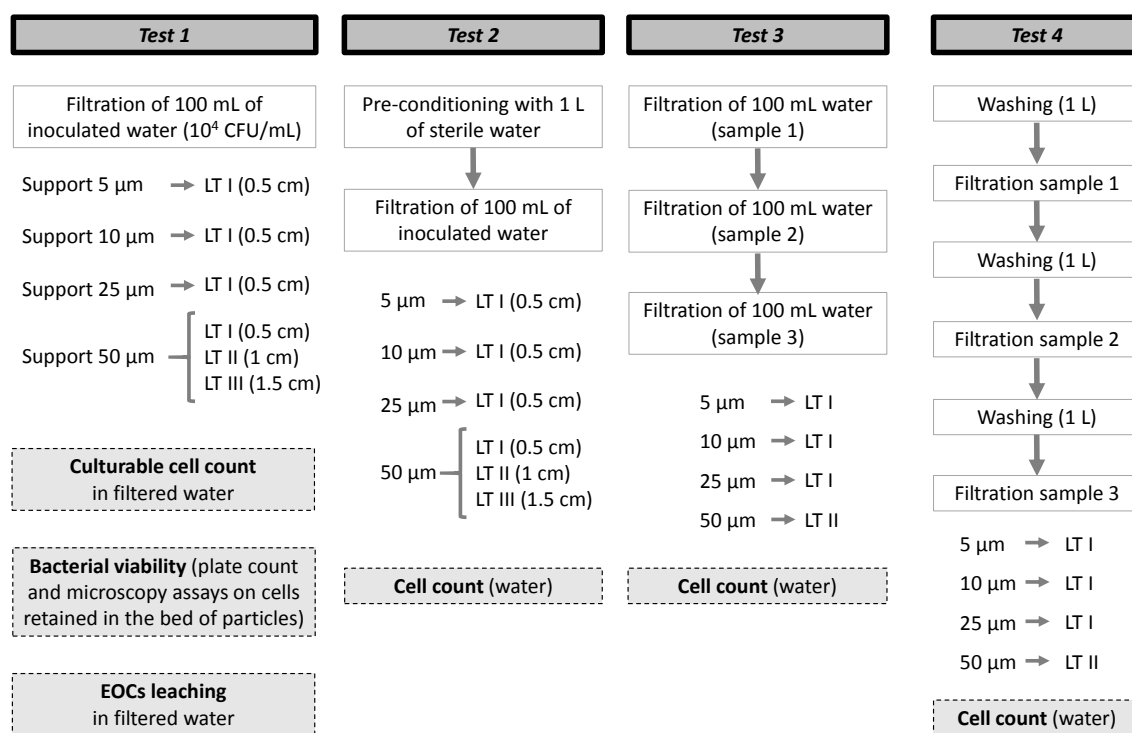 Test 1
Filtration of 100 mL of
inoculated water (10⁴ CFU/mL)
Support 5 µm → LT I (0.5 cm)
Support 10 µm → LT I (0.5 cm)
Support 25 µm → LT I (0.5 cm)
Support 50 µm
LT I (0.5 cm)
LT II (1 cm)
LT III (1.5 cm)
Culturable cell count
in filtered water
Bacterial viability (plate count
and microscopy assays on cells
retained in the bed of particles)
EOCs leaching
in filtered water
Test 2
Pre-conditioning with 1 L
of sterile water
Filtration of 100 mL of
inoculated water
5 µm → LT I (0.5 cm)
10 µm → LT I (0.5 cm)
25 µm → LT I (0.5 cm)
50 µm
LT I (0.5 cm)
LT II (1 cm)
LT III (1.5 cm)
Cell count (water)
Test 3
Filtration of 100 mL water
(sample 1)
Filtration of 100 mL water
(sample 2)
Filtration of 100 mL water
(sample 3)
5 µm → LT I
10 µm → LT I
25 µm → LT I
50 µm → LT II
Cell count (water)
Test 4
Washing (1 L)
Filtration sample 1
Washing (1 L)
Filtration sample 2
Washing (1 L)
Filtration sample 3
5 µm → LT I
10 µm → LT I
25 µm → LT I
50 µm → LT II
Cell count (water)